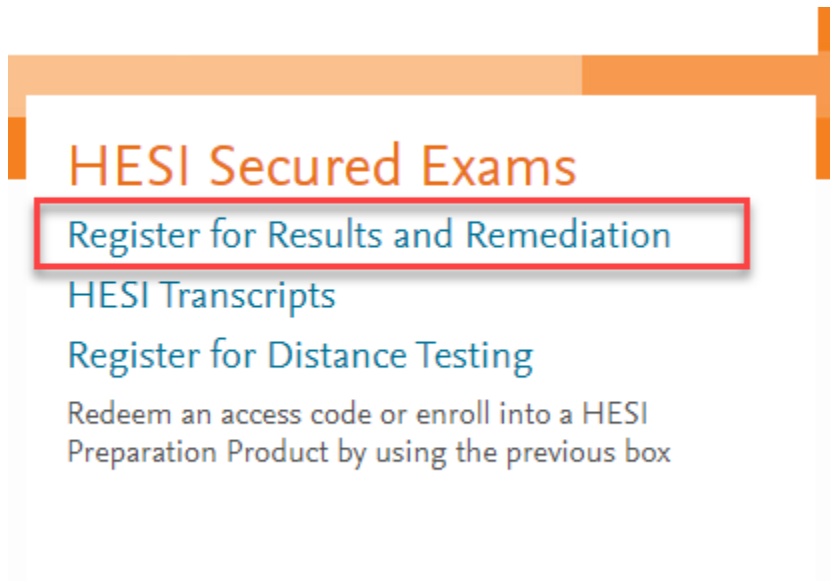 HESI Secured Exams
Register for Results and Remediation
HESI Transcripts
Register for Distance Testing
Redeem an access code or enroll into a HESI
Preparation Product by using the previous box